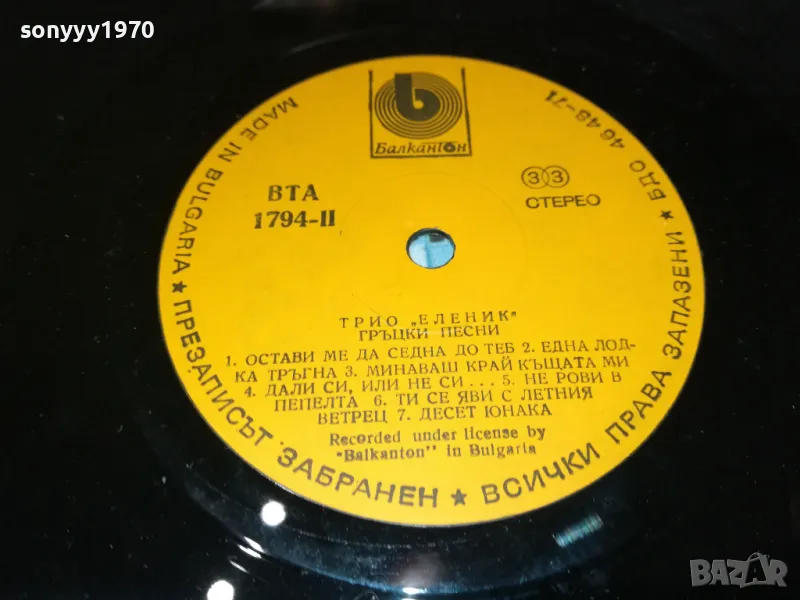 sonyyy1970
Балкантон
ВТА
1794-II
33
СТЕРЕО
ТРИО „ЕЛЕНИК"
ГРЪЦКИ ПЕСНИ
1. ОСТАВИ МЕ ДА СЕДНА ДО ТЕБ 2. ЕДНА ЛОД-
КА ТРЪГНА 3. МИНАВАШ КРАЙ КЪЩАТА МИ
4. ДАЛИ СИ, ИЛИ НЕ СИ . . . 5. НЕ РОВИ В
ПЕПЕЛТА 6. ТИ СЕ ЯВИ С ЛЕТНИЯ
ВЕТРЕЦ 7. ДЕСЕТ ЮНАКА
Recorded under license by
"Balkanton" in Bulgaria
MADE IN BULGARIA ★ ПРЕЗАПИСЪТ ЗАБРАНЕН ★ ВСИЧКИ ПРАВА ЗАПАЗЕНИ ★ БДО 4648-71
BAZAR